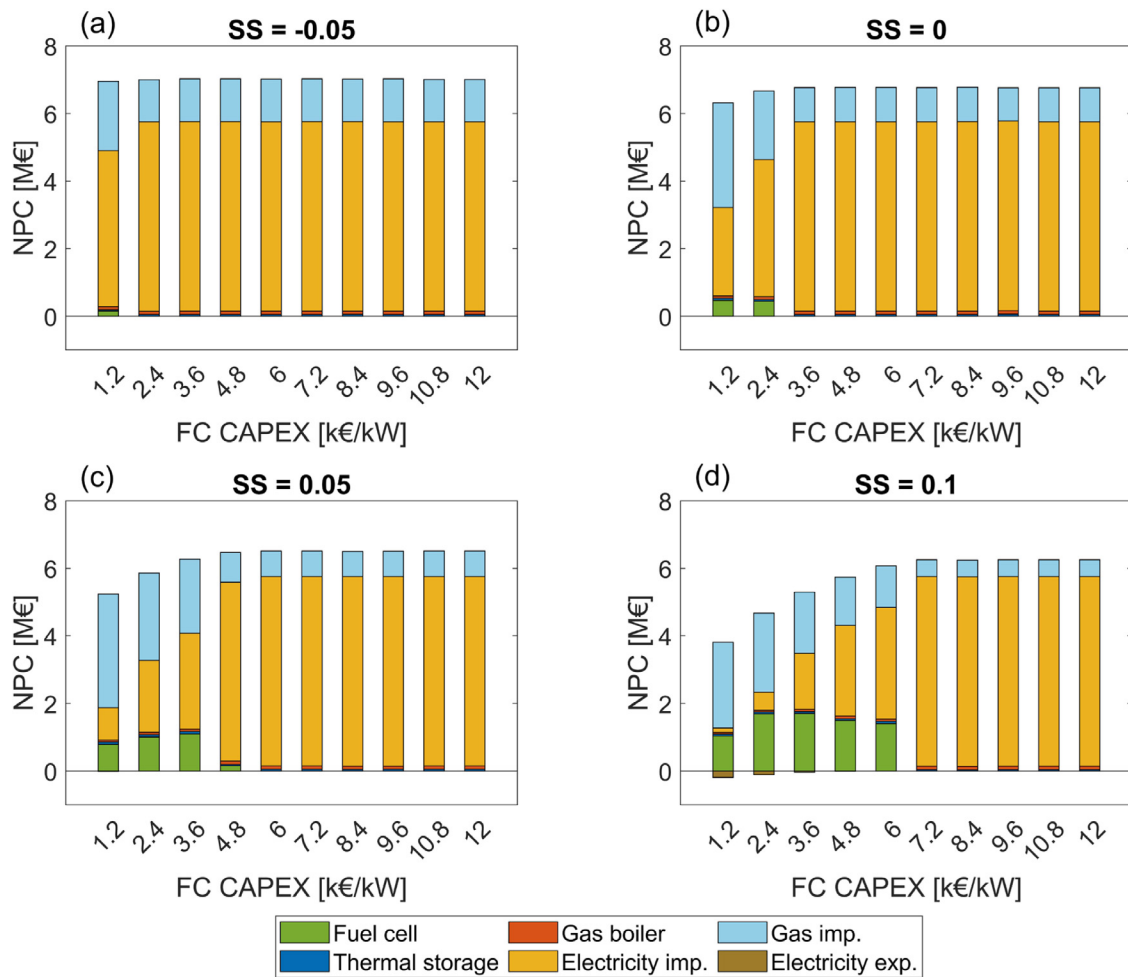 (a)
SS = -0.05
8
6
4
2
0
NPC [M€]
1.2
2.4
3.6
4.8
6
7.2
8.4
9.6
10.8
12
FC CAPEX [k€/kW]
(b)
SS = 0
8
6
4
2
0
NPC [M€]
1.2
2.4
3.6
4.8
6
7.2
8.4
9.6
10.8
12
FC CAPEX [k€/kW]
(c)
SS = 0.05
8
6
4
2
0
NPC [M€]
1.2
2.4
3.6
4.8
6
7.2
8.4
9.6
10.8
12
FC CAPEX [k€/kW]
(d)
SS = 0.1
8
6
4
2
0
NPC [M€]
1.2
2.4
3.6
4.8
6
7.2
8.4
9.6
10.8
12
FC CAPEX [k€/kW]
Fuel cell
Gas boiler
Gas imp.
Thermal storage
Electricity imp.
Electricity exp.